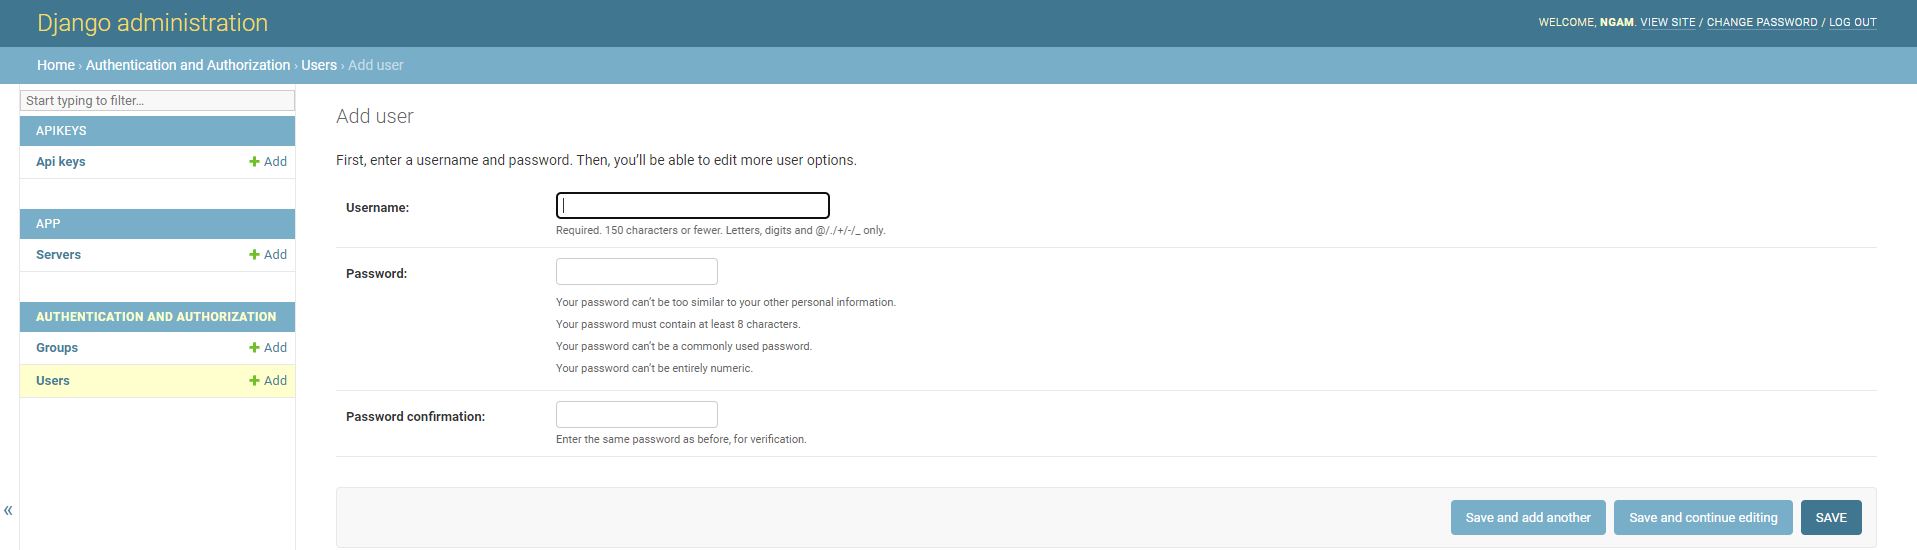 Django administration
WELCOME, NGAM. VIEW SITE / CHANGE PASSWORD / LOG OUT
Home › Authentication and Authorization › Users › Add user
Start typing to filter...
APIKEYS
Api keys
+ Add
APP
Servers
+ Add
AUTHENTICATION AND AUTHORIZATION
Groups
+ Add
Users
+ Add
«
Add user
First, enter a username and password. Then, you’ll be able to edit more user options.
Username:
Required. 150 characters or fewer. Letters, digits and @/./+/-/_ only.
Password:
Your password can’t be too similar to your other personal information.
Your password must contain at least 8 characters.
Your password can’t be a commonly used password.
Your password can’t be entirely numeric.
Password confirmation:
Enter the same password as before, for verification.
Save and add another
Save and continue editing
SAVE